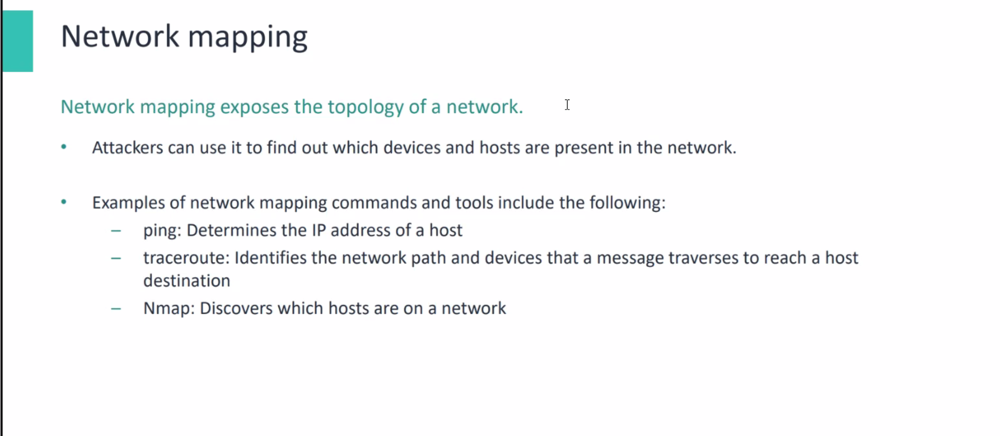 Network mapping
Network mapping exposes the topology of a network.
• Attackers can use it to find out which devices and hosts are present in the network.
• Examples of network mapping commands and tools include the following:
– ping: Determines the IP address of a host
– traceroute: Identifies the network path and devices that a message traverses to reach a host
destination
– Nmap: Discovers which hosts are on a network